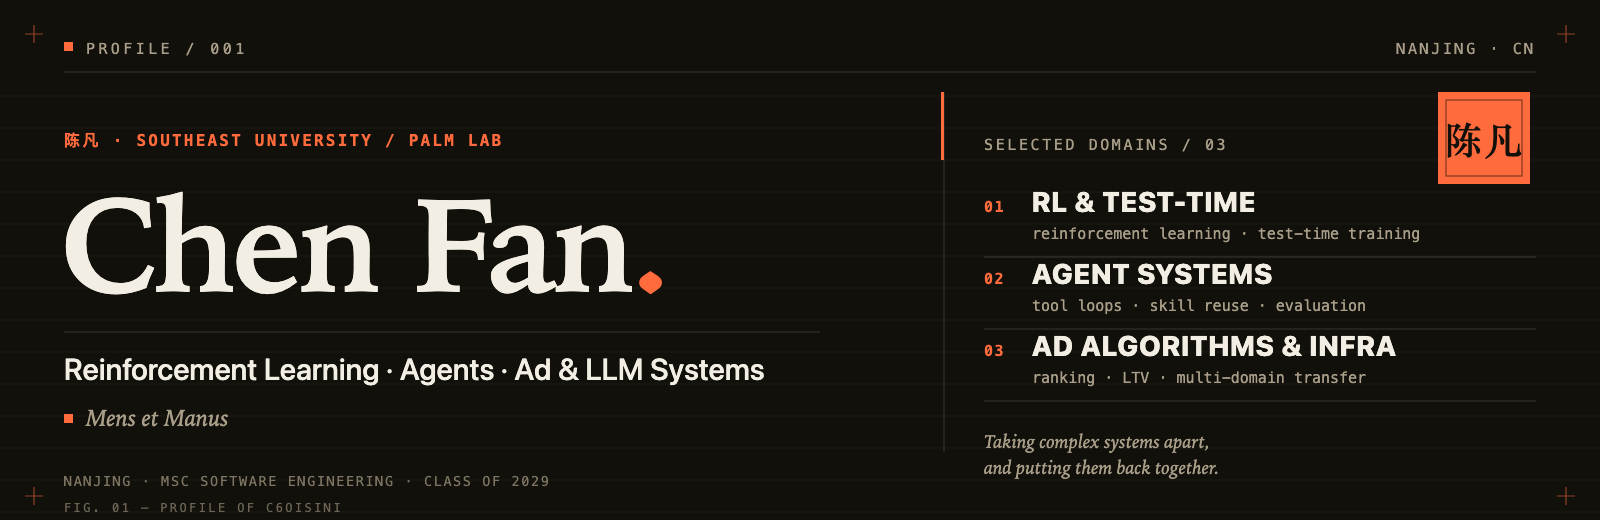 PROFILE / 001
NANJING · CN
陈凡 · SOUTHEAST UNIVERSITY / PALM LAB
Chen Fan.
Reinforcement Learning · Agents · Ad & LLM Systems
Mens et Manus
NANJING · MSC SOFTWARE ENGINEERING · CLASS OF 2029
FIG. 01 — PROFILE OF C6OISINI
SELECTED DOMAINS / 03
陈凡
01 RL & TEST-TIME
reinforcement learning · test-time training
02 AGENT SYSTEMS
tool loops · skill reuse · evaluation
03 AD ALGORITHMS & INFRA
ranking · LTV · multi-domain transfer
Taking complex systems apart,
and putting them back together.